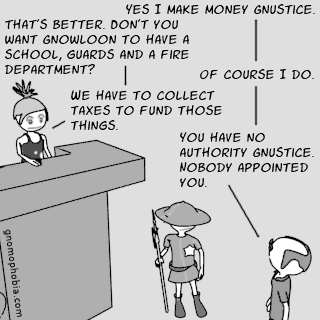 YES I MAKE MONEY GNUSTICE.
THAT'S BETTER. DON'T YOU
WANT GNOWLOON TO HAVE A
SCHOOL, GUARDS AND A FIRE
DEPARTMENT?
OF COURSE I DO.
WE HAVE TO COLLECT
TAXES TO FUND THOSE
THINGS.
YOU HAVE NO
AUTHORITY GNUSTICE.
NOBODY APPOINTED
YOU.
gnomophobia.com